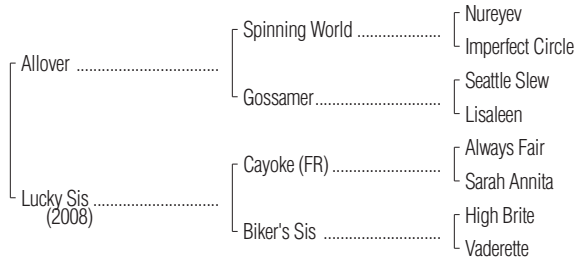 Nureyev
Spinning World ....................
Imperfect Circle
Allover ..................................
Seattle Slew
Gossamer..............................
Lisaleen
Always Fair
Cayoke (FR) ..........................
Sarah Annita
Lucky Sis ..............................
(2008)
High Brite
Biker's Sis .............................
Vaderette